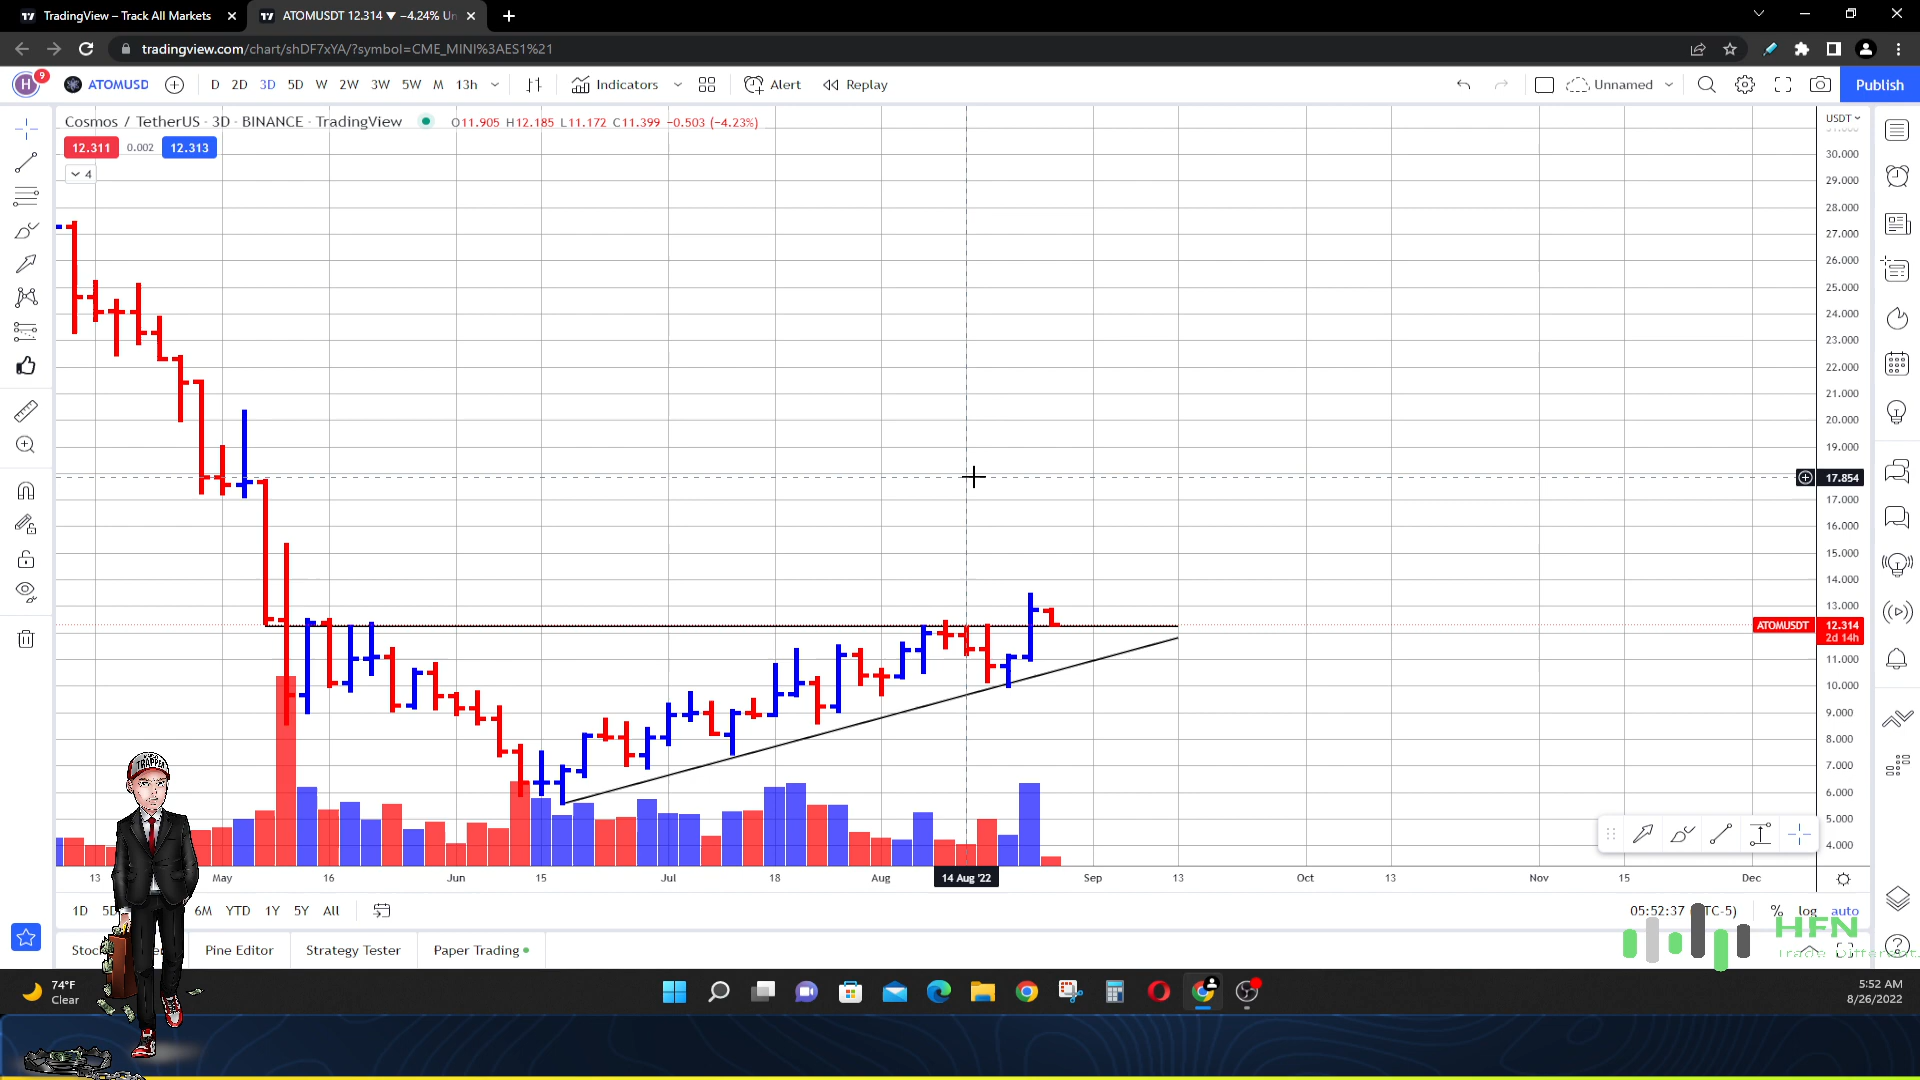 TradingView – Track All Markets
ATOMUSDT 12.314 ▼ −4.24% Un
tradingview.com/chart/shDF7xYA/?symbol=CME_MINI%3AES1%21
H 9 ATOMUSD D 2D 3D 5D W 2W 3W 5W M 13h Indicators Alert Replay Unnamed Publish
Cosmos / TetherUS · 3D · BINANCE · TradingView O11.905 H12.185 L11.172 C11.399 −0.503 (−4.23%)
USDT
12.311 0.002 12.313
4
30.000
29.000
28.000
27.000
26.000
25.000
24.000
23.000
22.000
21.000
20.000
19.000
17.854
17.000
16.000
15.000
14.000
13.000
ATOMUSDT 12.314
2d 14h
11.000
10.000
9.000
8.000
7.000
6.000
5.000
4.000
TRAPPER
13 May 16 Jun 15 Jul 18 Aug 14 Aug '22 Sep 13 Oct 13 Nov 15 Dec
1D 5D 6M YTD 1Y 5Y All
05:52:37 TC-5) % log auto
HFN
Trade Different.
Stoc Pine Editor Strategy Tester Paper Trading
74°F
Clear
5:52 AM
8/26/2022